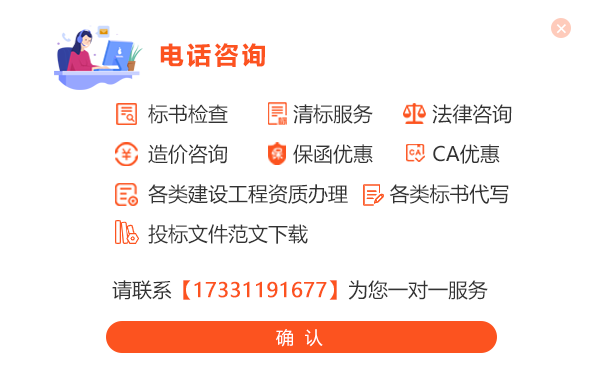 电话咨询
标书检查 清标服务 法律咨询
造价咨询 保 保函优惠 CA CA优惠
各类建设工程资质办理 各类标书代写
投标文件范文下载
请联系【17331191677】为您一对一服务
确 认